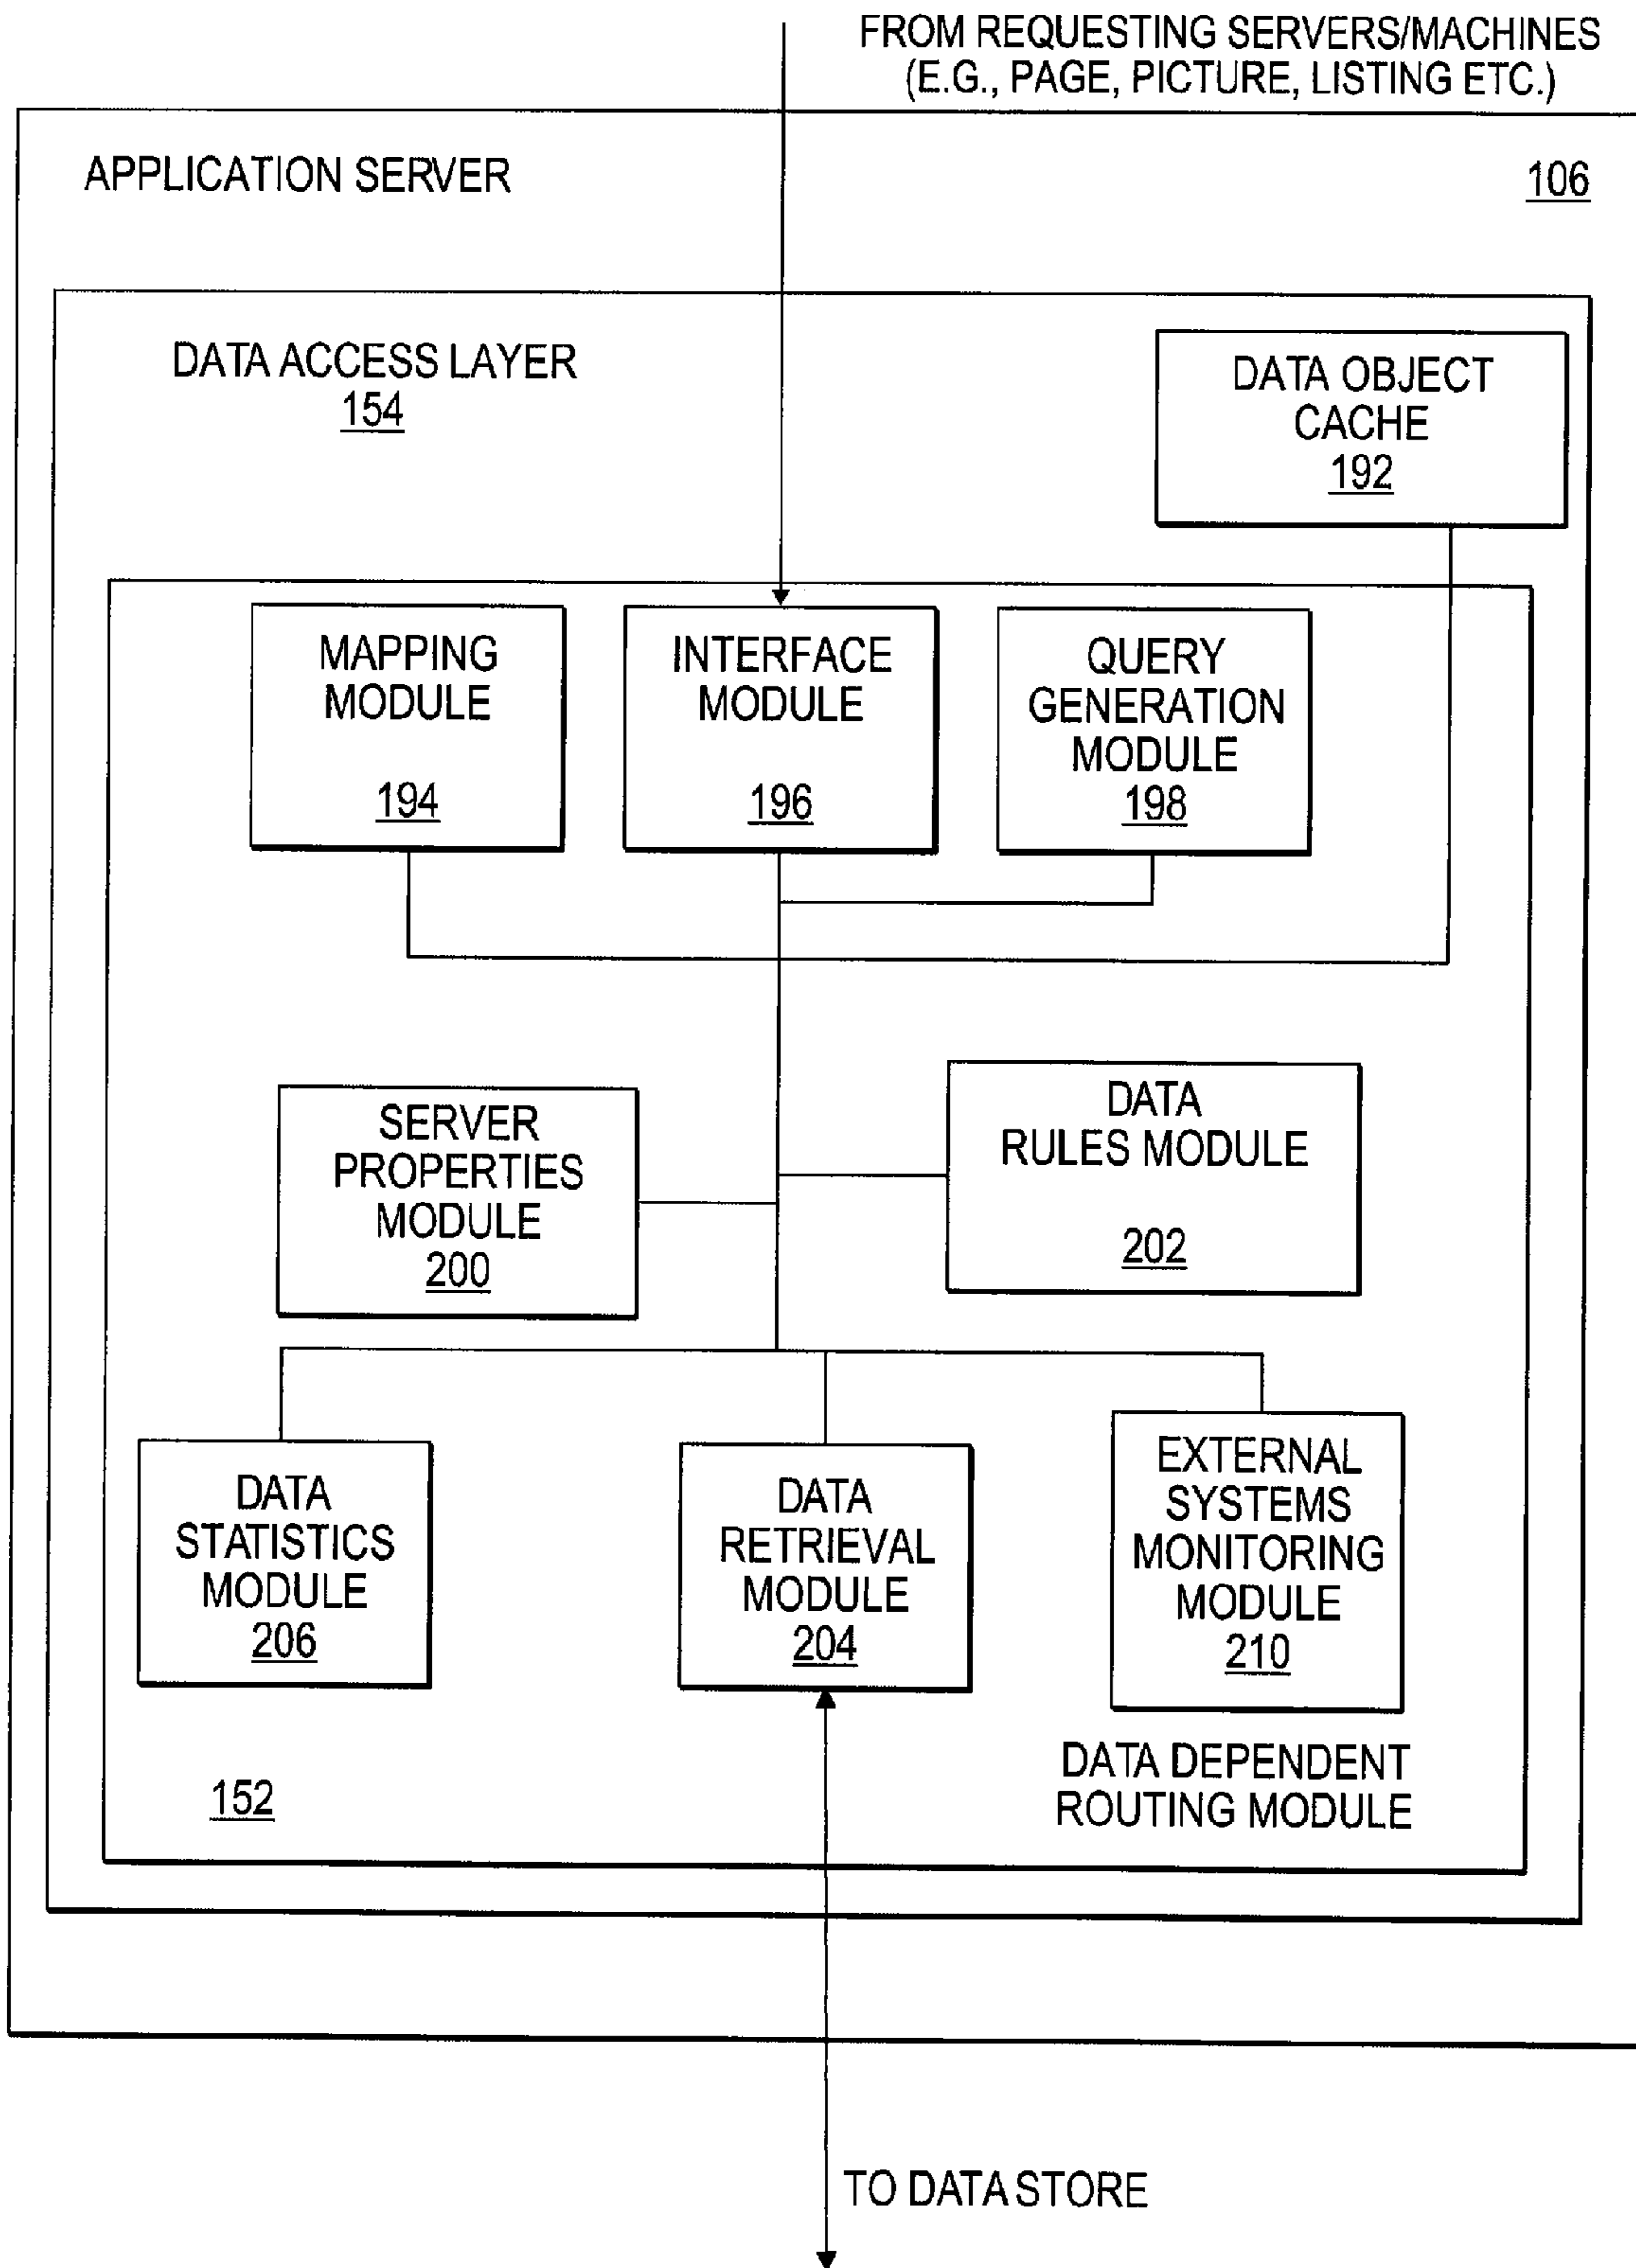 FROM REQUESTING SERVERS/MACHINES
(E.G., PAGE, PICTURE, LISTING ETC.)
APPLICATION SERVER
106
DATA ACCESS LAYER
154
DATA OBJECT
CACHE
192
MAPPING
MODULE
194
INTERFACE
MODULE
196
QUERY
GENERATION
MODULE
198
SERVER
PROPERTIES
MODULE
200
DATA
RULES MODULE
202
DATA
STATISTICS
MODULE
206
DATA
RETRIEVAL
MODULE
204
EXTERNAL
SYSTEMS
MONITORING
MODULE
210
152
DATA DEPENDENT
ROUTING MODULE
TO DATA STORE